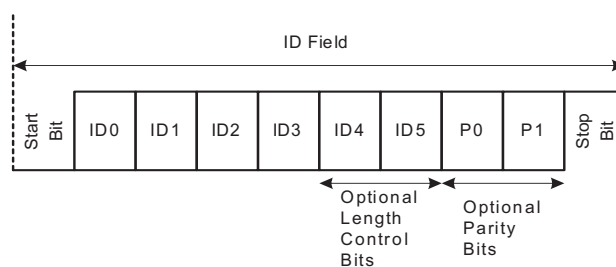 ID Field
Start Bit
ID0
ID1
ID2
ID3
ID4
ID5
P0
P1
Stop Bit
Optional
Length
Control
Bits
Optional
Parity
Bits